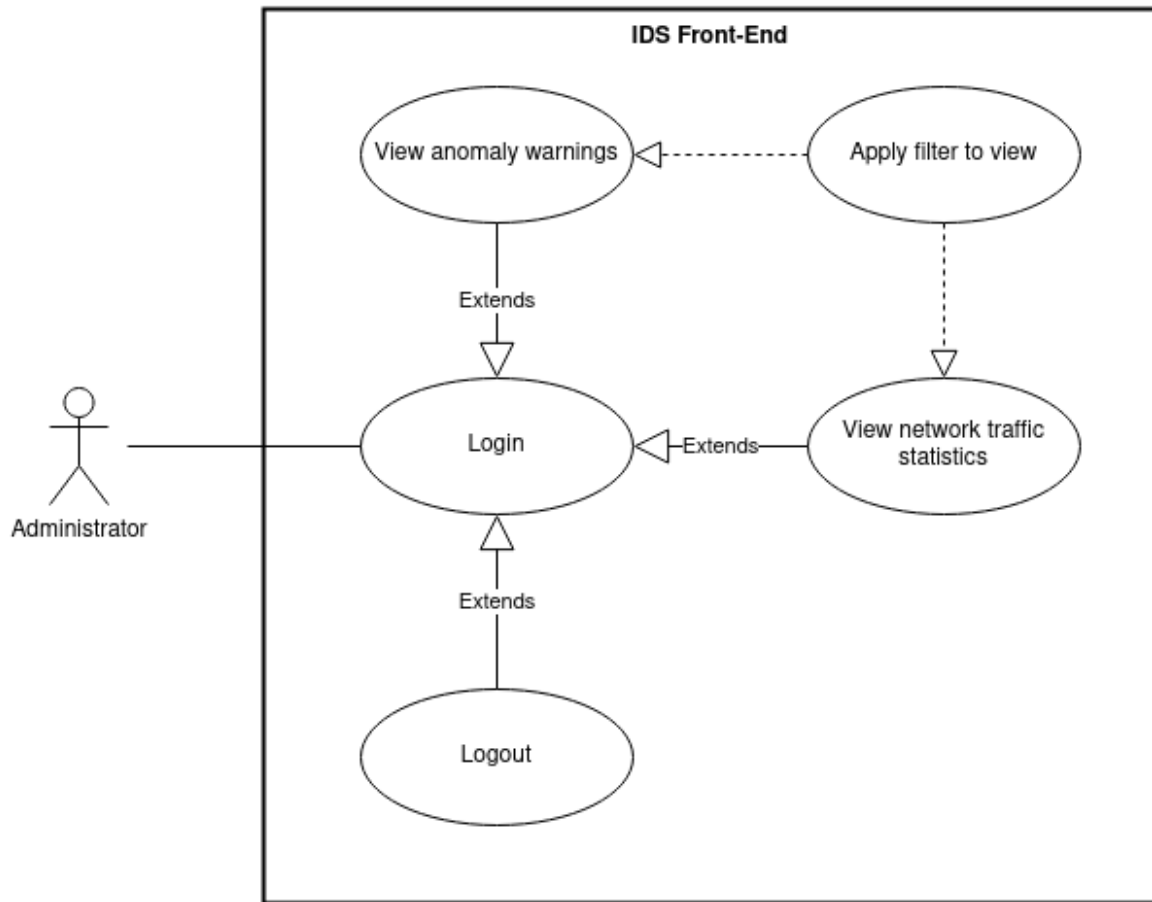 IDS Front-End
View anomaly warnings
Apply filter to view
Extends
Login
Extends
View network traffic
statistics
Administrator
Extends
Logout